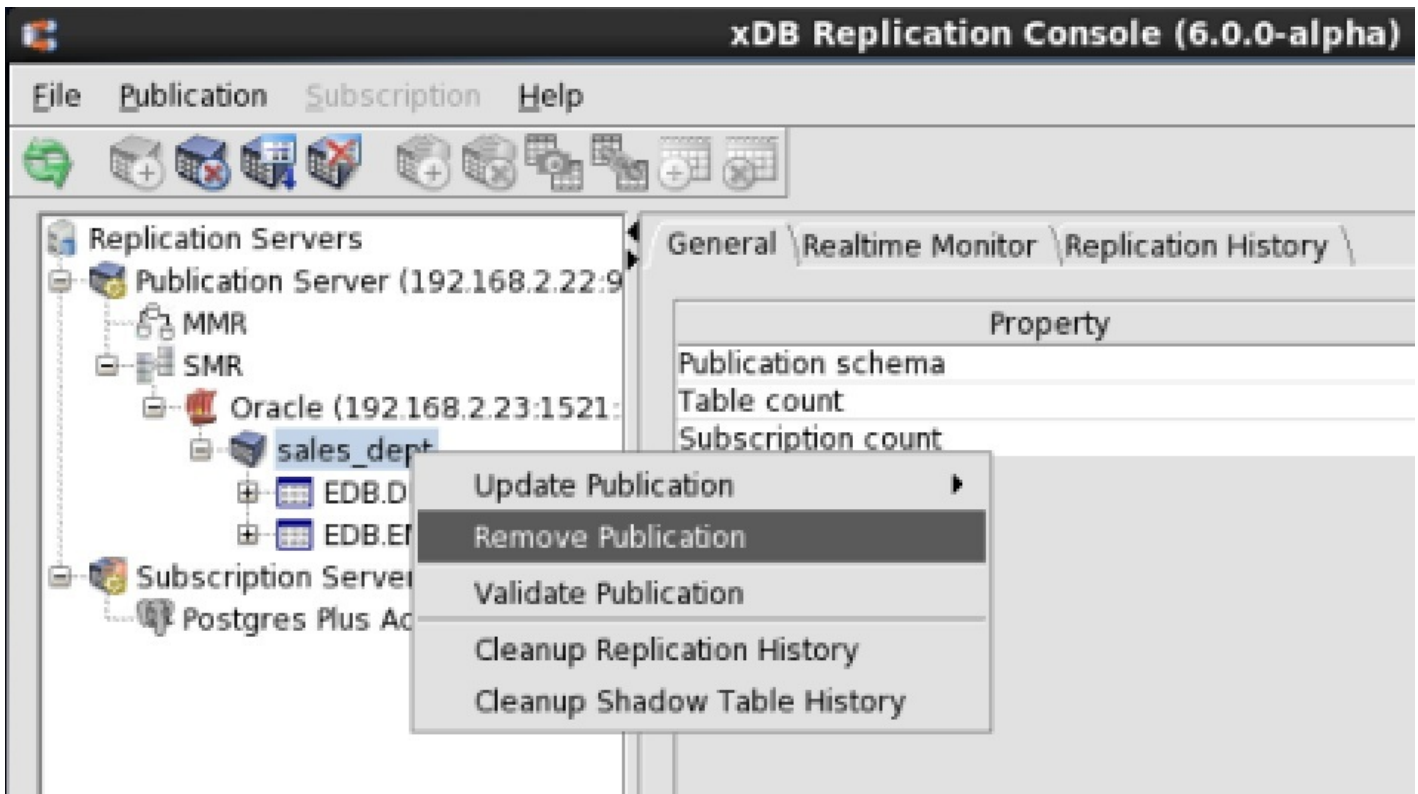 xDB Replication Console (6.0.0-alpha)
File Publication Subscription Help
Replication Servers
Publication Server (192.168.2.22:9
MMR
SMR
Oracle (192.168.2.23:1521:
sales_dept
EDB.D
EDB.E
Subscription Server
Postgres Plus Ad
General Realtime Monitor Replication History
Property
Publication schema
Table count
Subscription count
Update Publication
Remove Publication
Validate Publication
Cleanup Replication History
Cleanup Shadow Table History